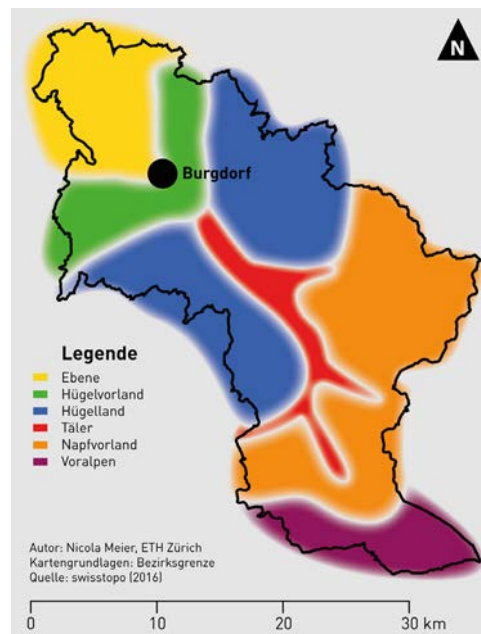 N
Burgdorf
Legende
Ebene
Hügelvorland
Hügelland
Täler
Napfvorland
Voralpen
Autor: Nicola Meier, ETH Zürich
Kartengrundlagen: Bezirksgrenze
Quelle: swisstopo (2016)
0 10 20 30 km